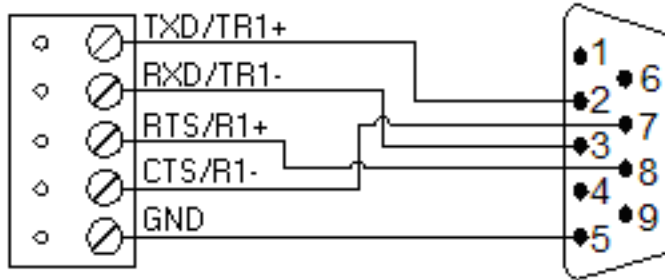 TXD/TR1+
RXD/TR1-
RTS/R1+
CTS/R1-
GND
1
6
2
7
3
8
4
9
5